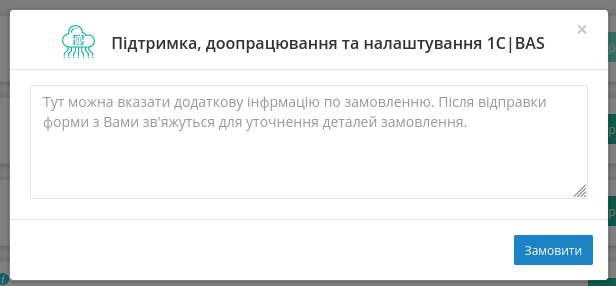 Підтримка, доопрацювання та налаштування 1С|BAS
×
Тут можна вказати додаткову інфрмацію по замовленню. Після відправки
форми з Вами зв'яжуться для уточнення деталей замовлення.
Замовити